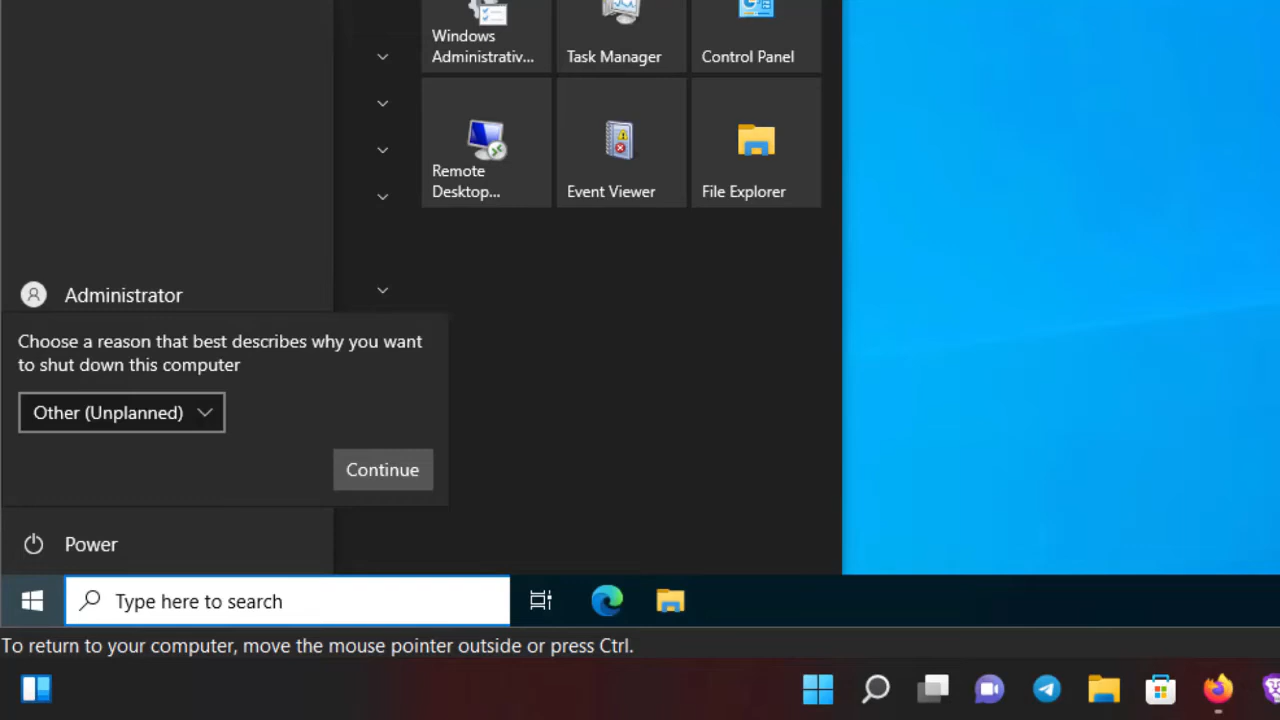 Windows
Administrativ...
Task Manager
Control Panel
Remote
Desktop...
Event Viewer
File Explorer
Administrator
Choose a reason that best describes why you want
to shut down this computer
Other (Unplanned)
Continue
Power
Type here to search
To return to your computer, move the mouse pointer outside or press Ctrl.